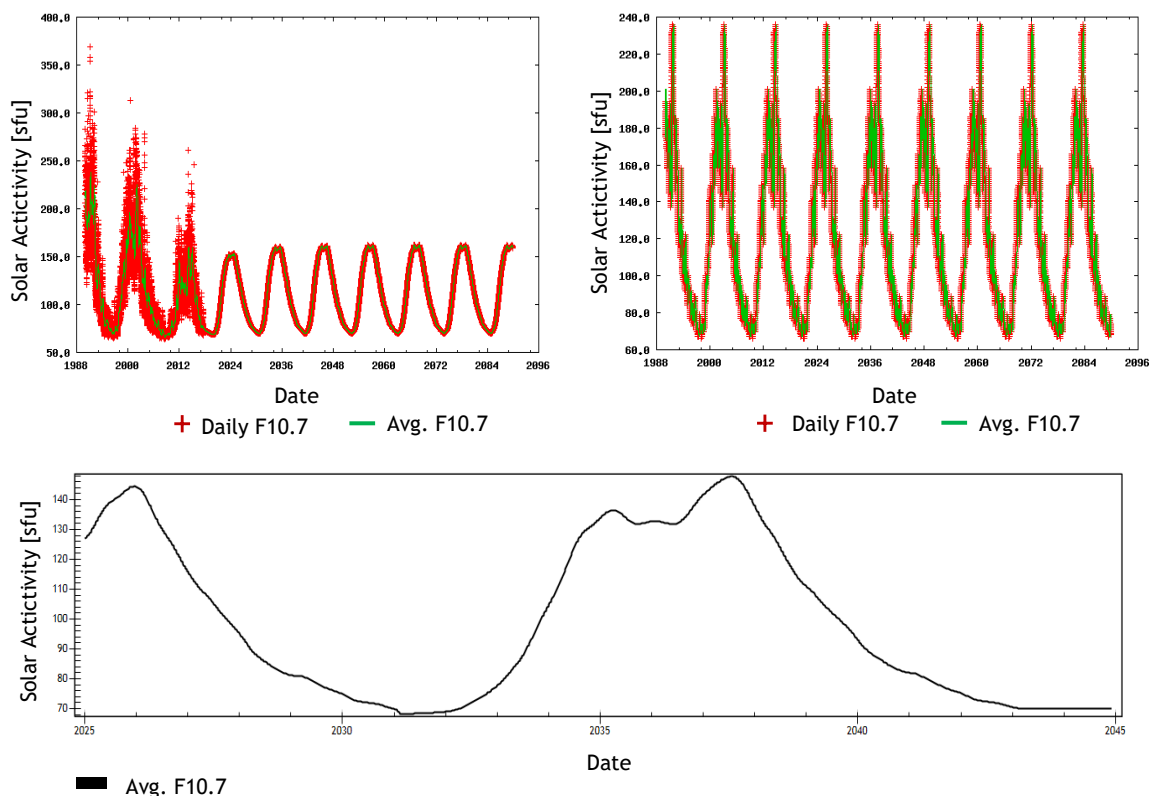 400.0
350.0
300.0
250.0
200.0
150.0
100.0
50.0
1988 2000 2012 2024 2036 2048 2060 2072 2084 2096
Solar Actictivity [sfu]
Date
Daily F10.7 Avg. F10.7
240.0
220.0
200.0
180.0
160.0
140.0
120.0
100.0
80.0
60.0
1988 2000 2012 2024 2036 2048 2060 2072 2084 2096
Solar Actictivity [sfu]
Date
Daily F10.7 Avg. F10.7
140
130
120
110
100
90
80
70
2025 2030 2035 2040 2045
Solar Actictivity [sfu]
Date
Avg. F10.7